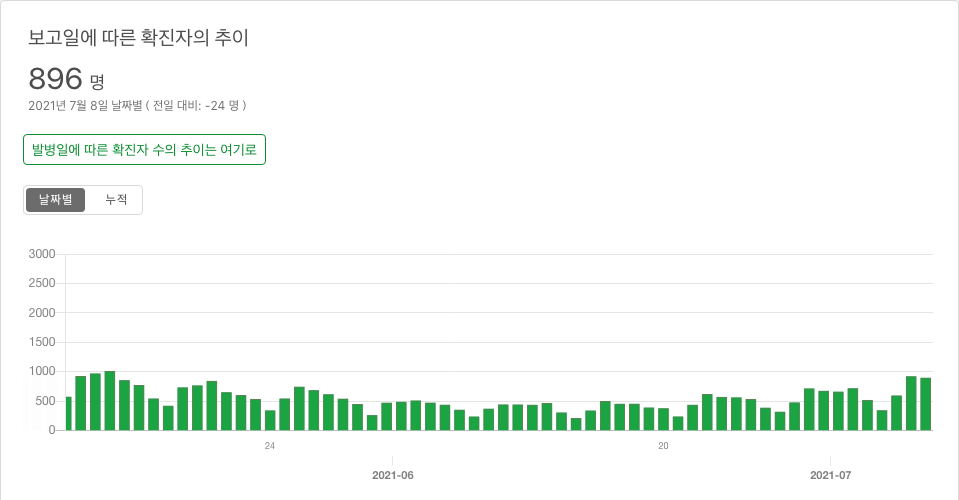 보고일에 따른 확진자의 추이
896 명
2021년 7월 8일 날짜별 ( 전일 대비: -24 명 )
발병일에 따른 확진자 수의 추이는 여기로
날짜별 누적
3000
2500
2000
1500
1000
500
0
24 20
2021-06 2021-07